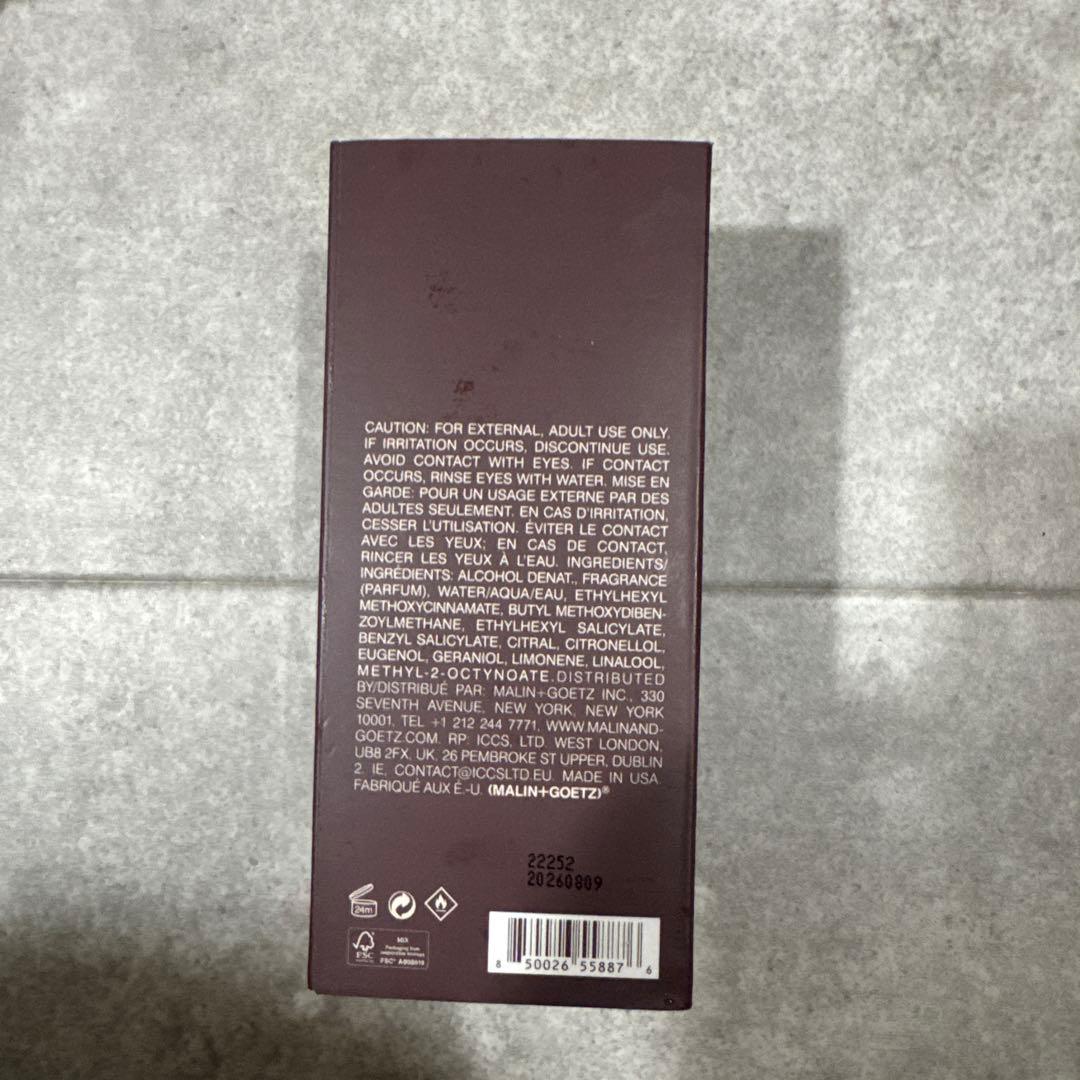 CAUTION: FOR EXTERNAL, ADULT USE ONLY.
IF IRRITATION OCCURS, DISCONTINUE USE.
AVOID CONTACT WITH EYES. IF CONTACT
OCCURS, RINSE EYES WITH WATER. MISE EN
GARDE: POUR UN USAGE EXTERNE PAR DES
ADULTES SEULEMENT. EN CAS D'IRRITATION,
CESSER L'UTILISATION. ÉVITER LE CONTACT
AVEC LES YEUX; EN CAS DE CONTACT,
RINCER LES YEUX À L'EAU. INGREDIENTS/
INGRÉDIENTS: ALCOHOL DENAT., FRAGRANCE
(PARFUM), WATER/AQUA/EAU, ETHYLHEXYL
METHOXYCINNAMATE, BUTYL METHOXYDIBEN-
ZOYLMETHANE, ETHYLHEXYL SALICYLATE,
BENZYL SALICYLATE, CITRAL, CITRONELLOL,
EUGENOL, GERANIOL, LIMONENE, LINALOOL,
METHYL-2-OCTYNOATE.DISTRIBUTED
BY/DISTRIBUÉ PAR: MALIN+GOETZ INC., 330
SEVENTH AVENUE, NEW YORK, NEW YORK
10001, TEL +1 212 244 7771, WWW.MALINAND-
GOETZ.COM. RP: ICCS, LTD. WEST LONDON,
UB8 2FX, UK, 26 PEMBROKE ST UPPER, DUBLIN
2, IE, CONTACT@ICCSLTD.EU. MADE IN USA.
FABRIQUÉ AUX É.-U. (MALIN+GOETZ)®
22252
20260809
24m
FSC
MIX
Packaging from
responsible sources
8 50026 55887 6